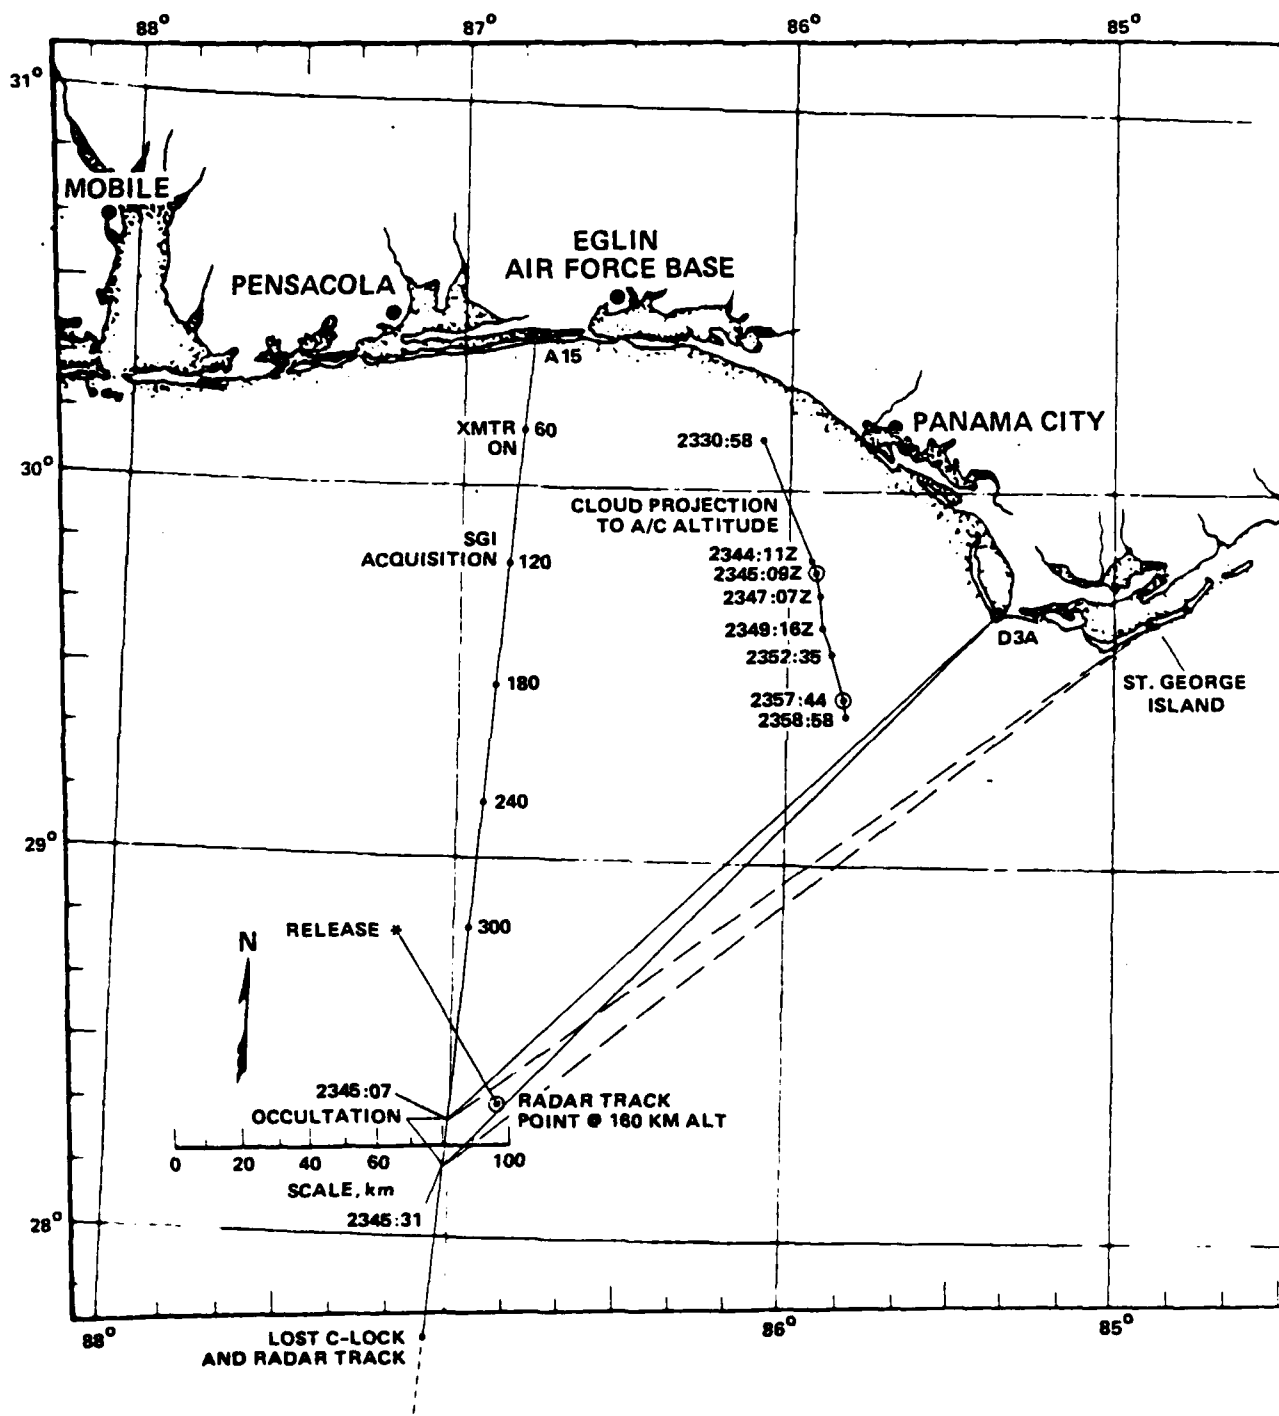 88° 87° 86° 85°
31°
MOBILE
EGLIN
AIR FORCE BASE
PENSACOLA
A15
XMTR
ON
60
2330:58
PANAMA CITY
30°
CLOUD PROJECTION
TO A/C ALTITUDE
SGI
ACQUISITION
120
2344:11Z
2345:09Z
2347:07Z
2349:16Z
2352:35
D3A
180
2357:44
2358:58
ST. GEORGE
ISLAND
240
29°
RELEASE
300
N
2345:07
OCCULTATION
RADAR TRACK
POINT @ 160 KM ALT
0 20 40 60 100
SCALE, km
2345:31
28°
88° 86° 85°
LOST C-LOCK
AND RADAR TRACK